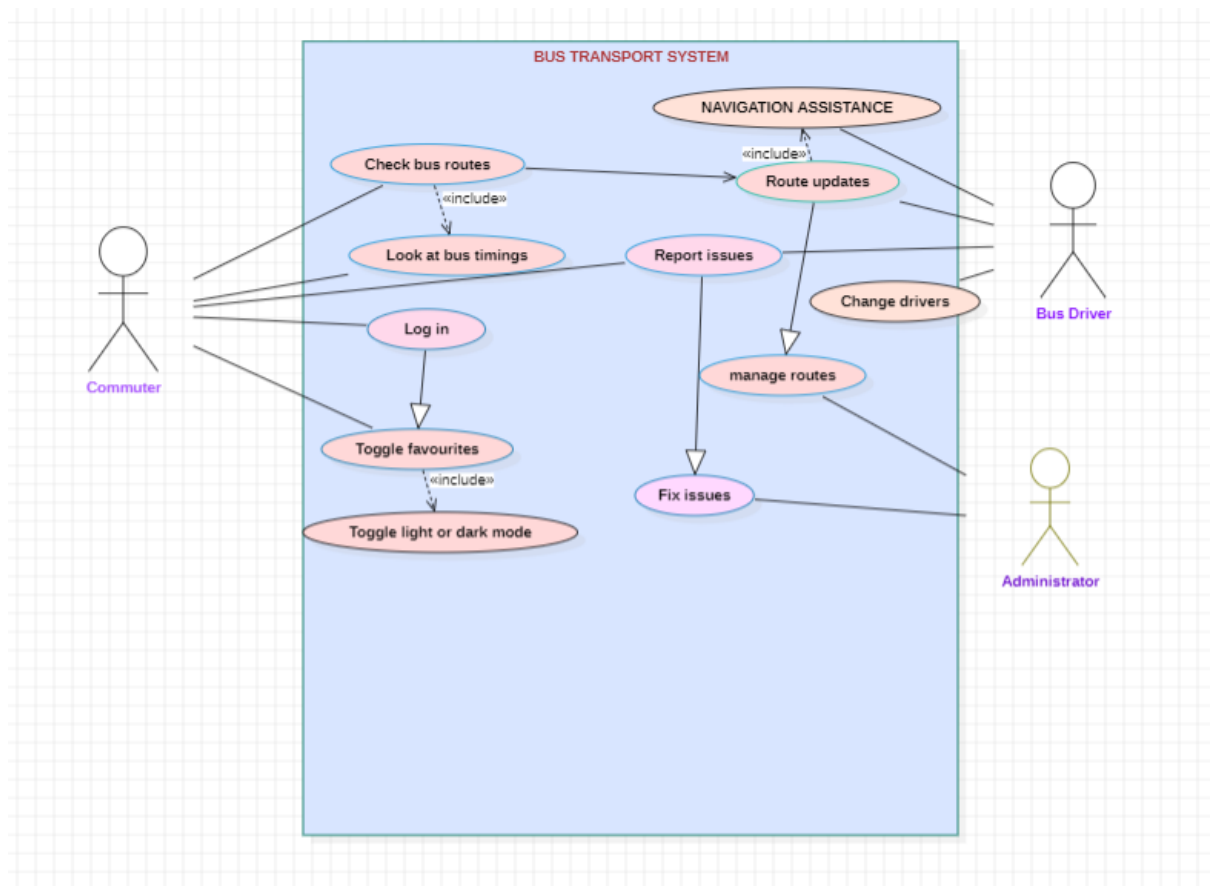 BUS TRANSPORT SYSTEM
NAVIGATION ASSISTANCE
«include»
Check bus routes
Route updates
«include»
Look at bus timings
Report issues
Change drivers
Bus Driver
Log in
Commuter
manage routes
Toggle favourites
«include»
Fix issues
Toggle light or dark mode
Administrator